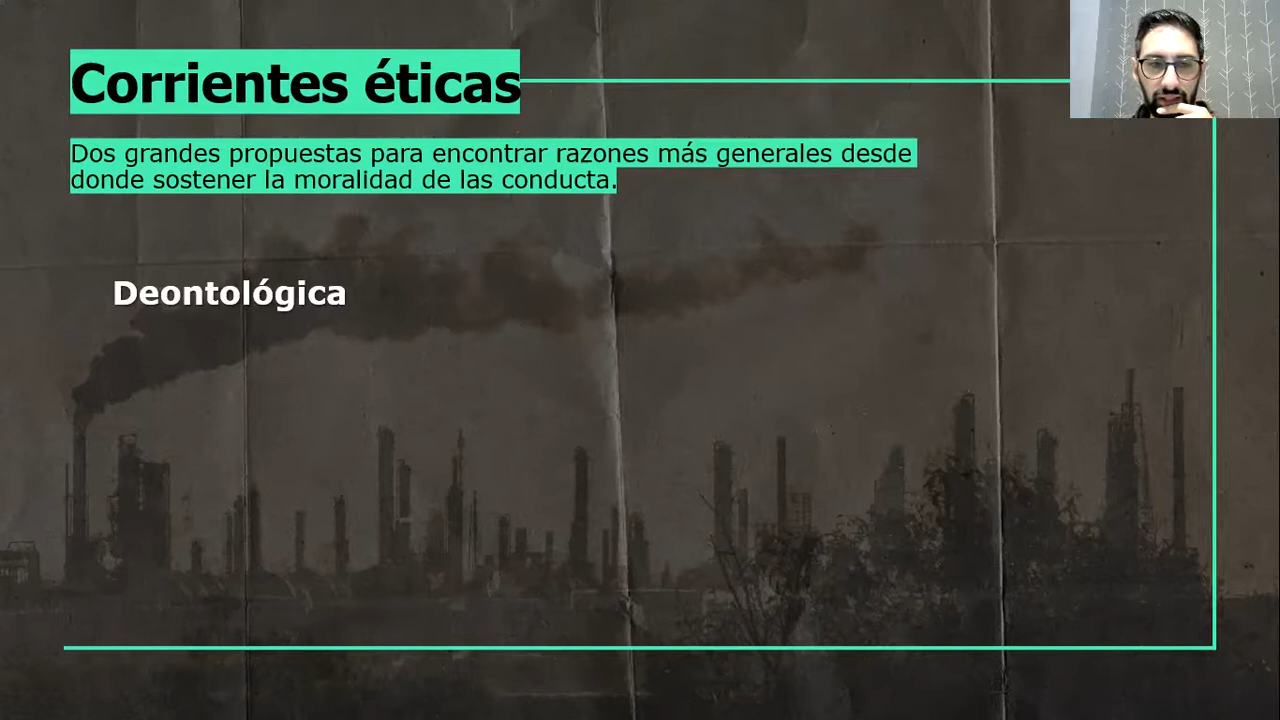 Corrientes éticas
Dos grandes propuestas para encontrar razones más generales desde
donde sostener la moralidad de las conducta.
Deontológica